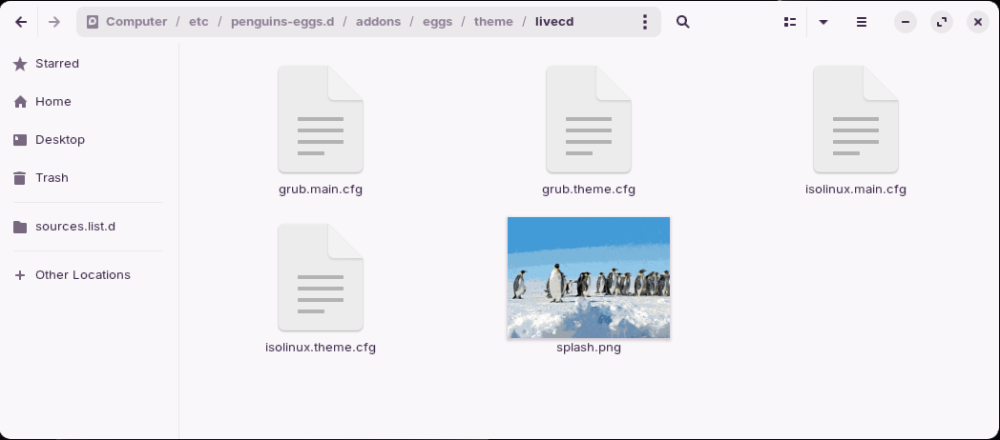 Computer / etc / penguins-eggs.d / addons / eggs / theme / livecd
Starred
Home
Desktop
Trash
sources.list.d
Other Locations
grub.main.cfg
grub.theme.cfg
isolinux.main.cfg
isolinux.theme.cfg
splash.png